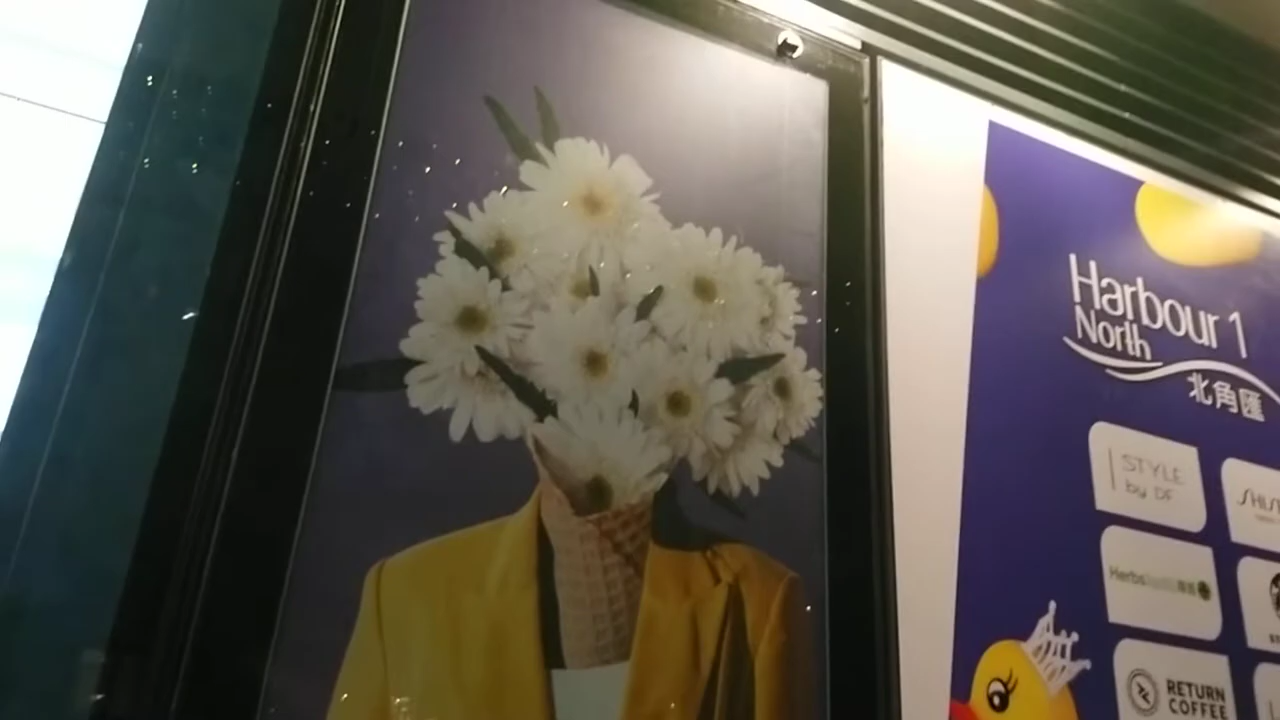 Harbour 1
North
北角匯
STYLE
by DF
Herbs
RETURN
COFFEE